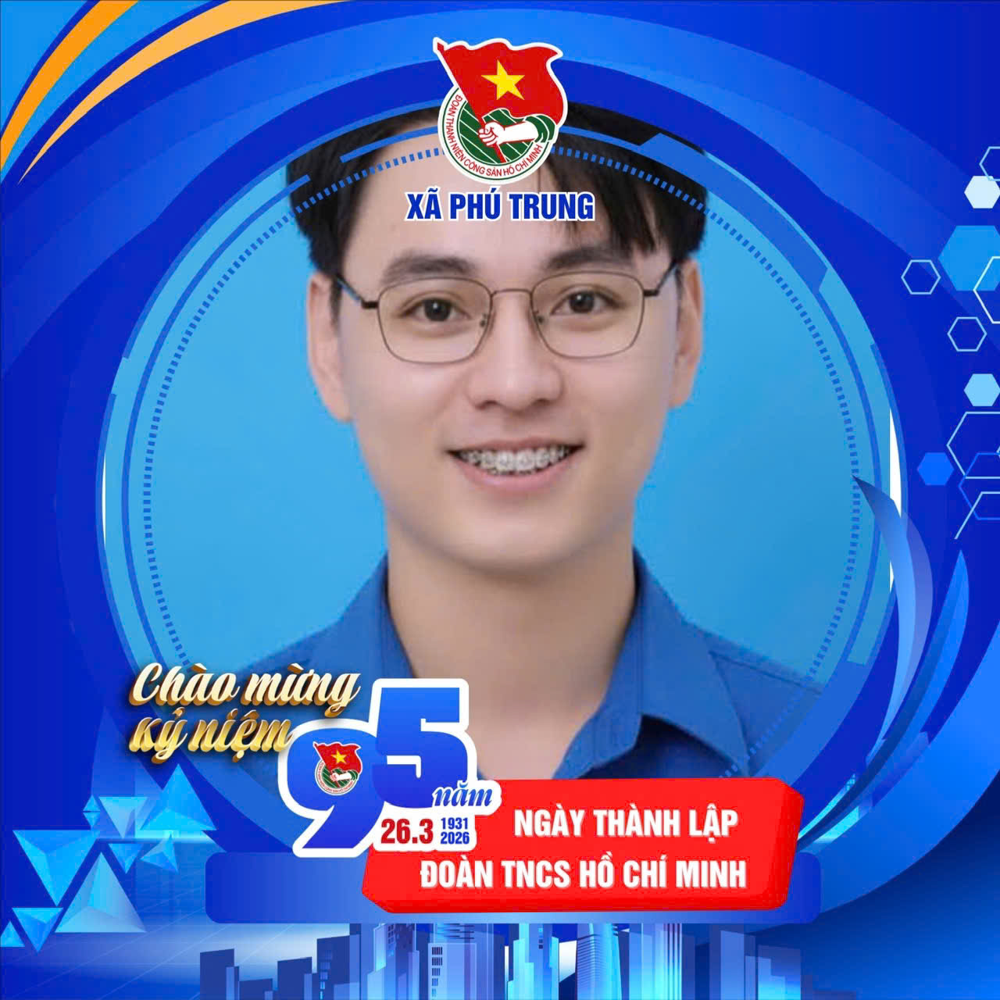 ĐOÀN THANH NIÊN CỘNG SẢN HỒ CHÍ MINH
XÃ PHÚ TRUNG
Chào mừng
kỷ niệm
95
năm
26.3
1931
2026
NGÀY THÀNH LẬP
ĐOÀN TNCS HỒ CHÍ MINH